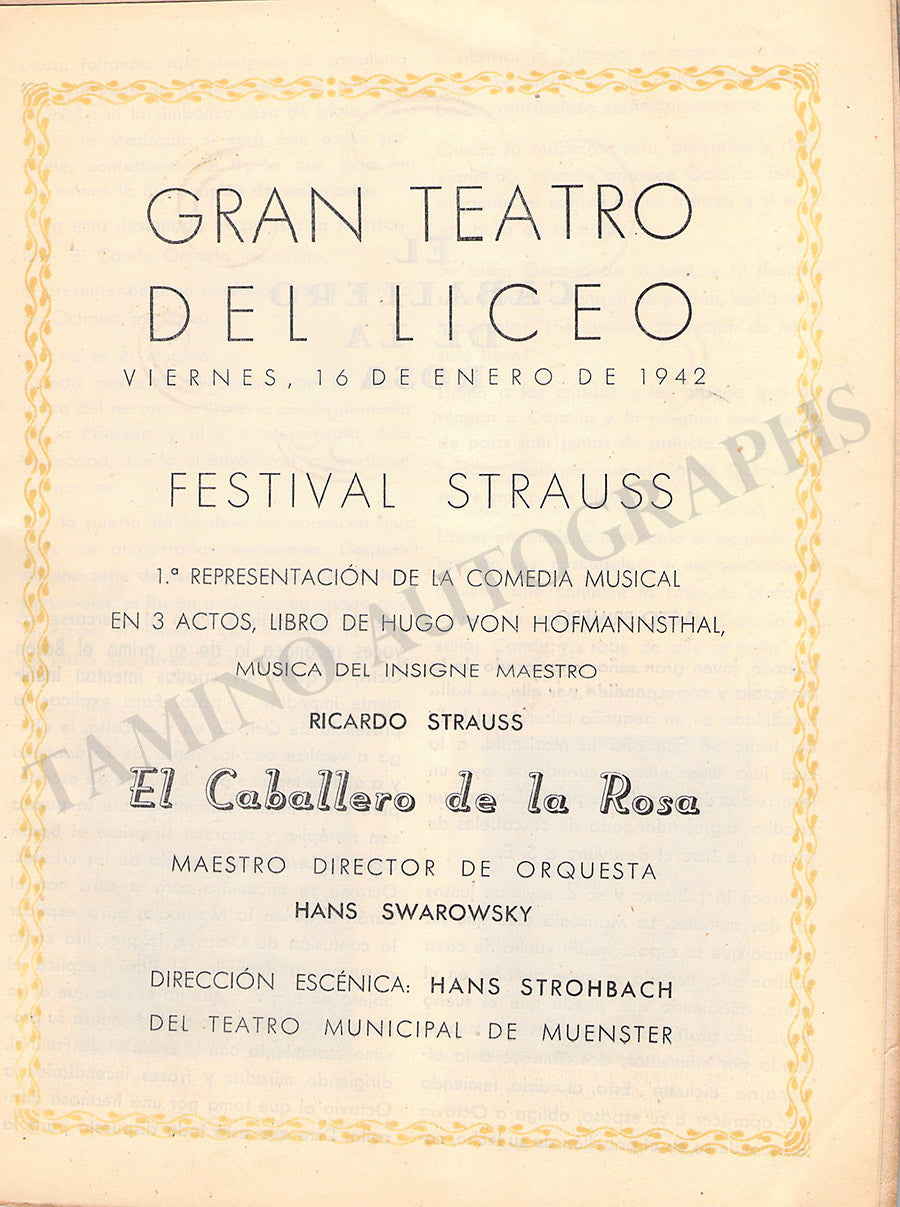 GRAN TEATRO
DEL LICEO
VIERNES, 16 DE ENERO DE 1942
FESTIVAL STRAUSS
1.ª REPRESENTACIÓN DE LA COMEDIA MUSICAL
EN 3 ACTOS, LIBRO DE HUGO VON HOFMANNSTHAL,
MUSICA DEL INSIGNE MAESTRO
RICARDO STRAUSS
El Caballero de la Rosa
MAESTRO DIRECTOR DE ORQUESTA
HANS SWAROWSKY
DIRECCIÓN ESCÉNICA: HANS STROHBACH
DEL TEATRO MUNICIPAL DE MUENSTER
TAMINO AUTOGRAPHS